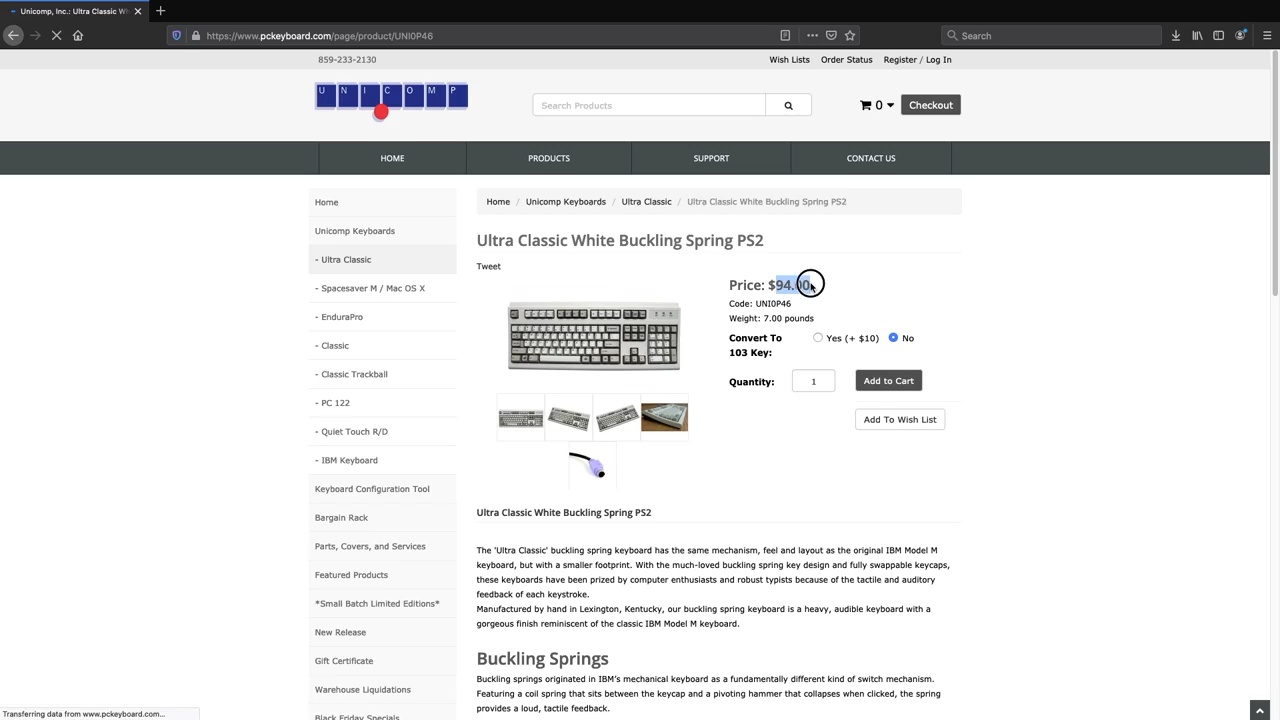 Unicomp, Inc.: Ultra Classic Wh
https://www.pckeyboard.com/page/product/UNI0P46
Search
859-233-2130
Wish Lists
Order Status
Register / Log In
UNICOMP
Search Products
0
Checkout
HOME
PRODUCTS
SUPPORT
CONTACT US
Home
Unicomp Keyboards
- Ultra Classic
- Spacesaver M / Mac OS X
- EnduraPro
- Classic
- Classic Trackball
- PC 122
- Quiet Touch R/D
- IBM Keyboard
Keyboard Configuration Tool
Bargain Rack
Parts, Covers, and Services
Featured Products
*Small Batch Limited Editions*
New Release
Gift Certificate
Warehouse Liquidations
Black Friday Specials
Home / Unicomp Keyboards / Ultra Classic / Ultra Classic White Buckling Spring PS2
Ultra Classic White Buckling Spring PS2
Tweet
Price: $94.00
Code: UNI0P46
Weight: 7.00 pounds
Convert To
103 Key:
Yes (+ $10)
No
Quantity:
1
Add to Cart
Add To Wish List
Ultra Classic White Buckling Spring PS2
The 'Ultra Classic' buckling spring keyboard has the same mechanism, feel and layout as the original IBM Model M
keyboard, but with a smaller footprint. With the much-loved buckling spring key design and fully swappable keycaps,
these keyboards have been prized by computer enthusiasts and robust typists because of the tactile and auditory
feedback of each keystroke.
Manufactured by hand in Lexington, Kentucky, our buckling spring keyboard is a heavy, audible keyboard with a
gorgeous finish reminiscent of the classic IBM Model M keyboard.
Buckling Springs
Buckling springs originated in IBM's mechanical keyboard as a fundamentally different kind of switch mechanism.
Featuring a coil spring that sits between the keycap and a pivoting hammer that collapses when clicked, the spring
provides a loud, tactile feedback.
Transferring data from www.pckeyboard.com...